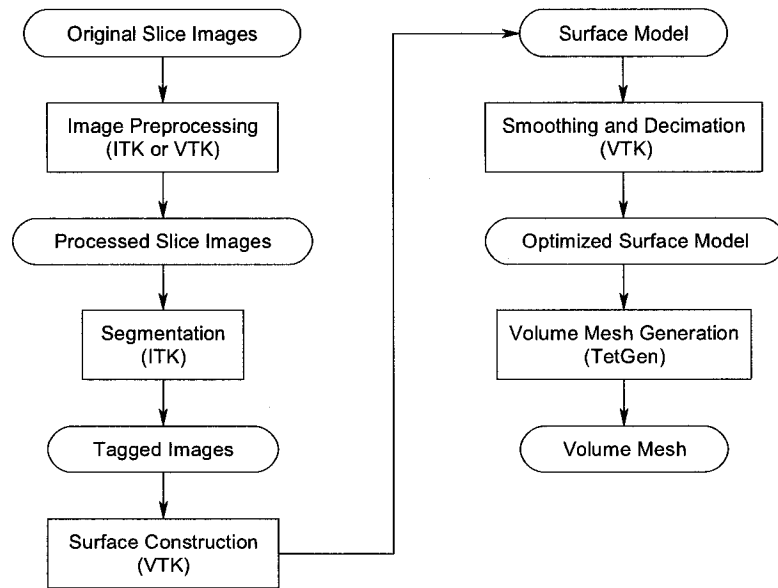 Original Slice Images
Image Preprocessing
(ITK or VTK)
Processed Slice Images
Segmentation
(ITK)
Tagged Images
Surface Construction
(VTK)
Surface Model
Smoothing and Decimation
(VTK)
Optimized Surface Model
Volume Mesh Generation
(TetGen)
Volume Mesh